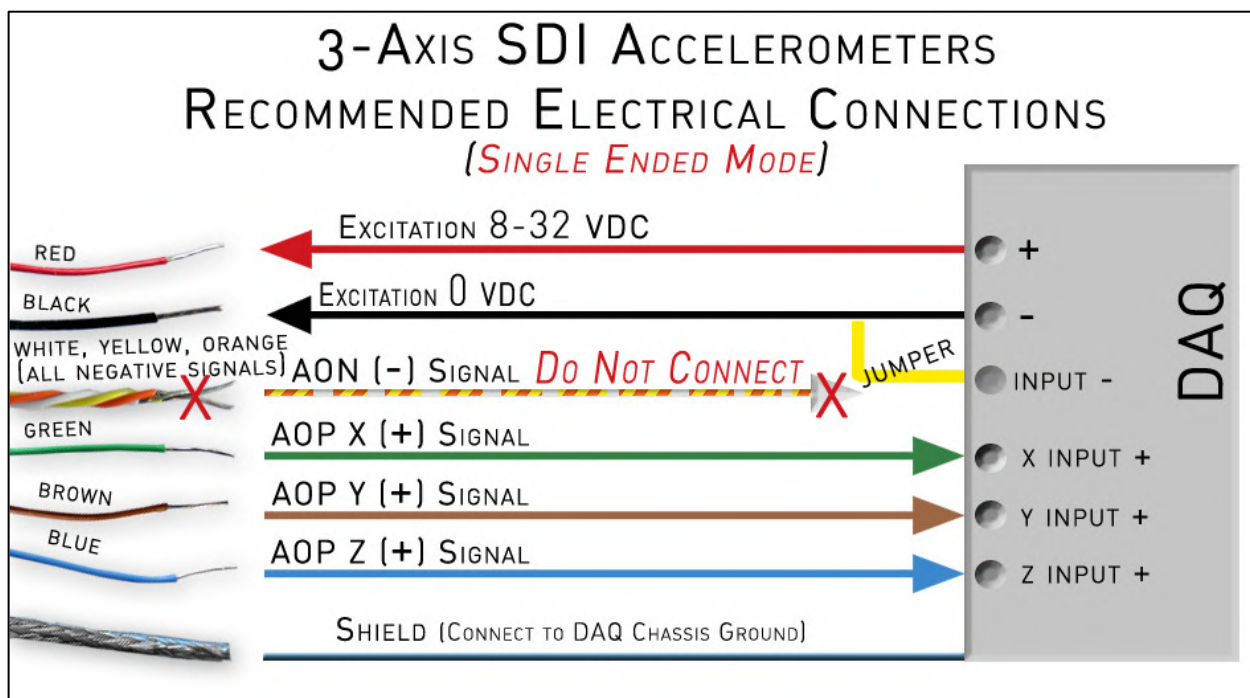 3-Axis SDI Accelerometers
Recommended Electrical Connections
(Single Ended Mode)
RED
Excitation 8-32 VDC
+
BLACK
Excitation 0 VDC
-
DAQ
WHITE, YELLOW, ORANGE
(ALL NEGATIVE SIGNALS)
X
AON (-) Signal Do Not Connect
X
JUMPER
INPUT -
GREEN
AOP X (+) Signal
X INPUT +
BROWN
AOP Y (+) Signal
Y INPUT +
BLUE
AOP Z (+) Signal
Z INPUT +
Shield (Connect to DAQ Chassis Ground)